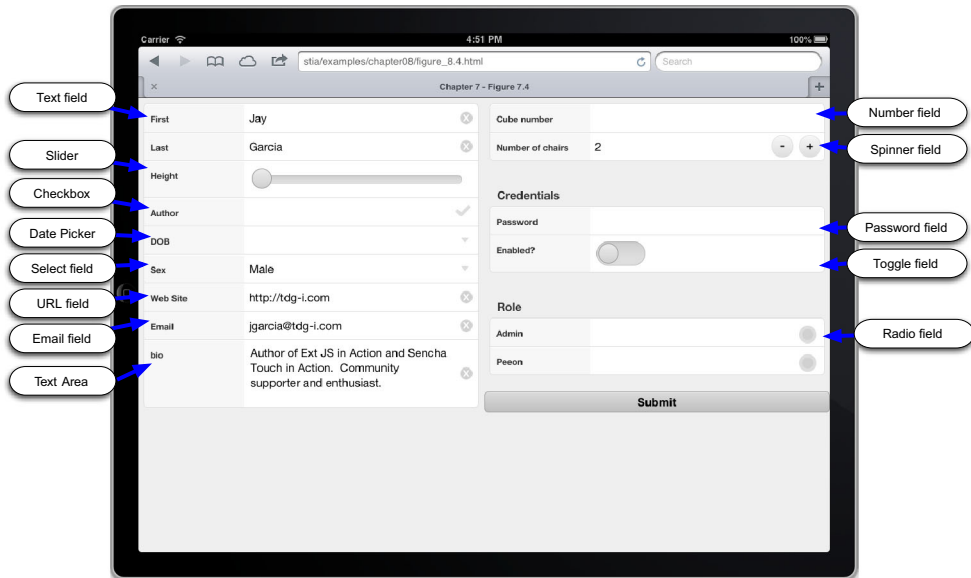 Carrier
4:51 PM
100%
stia/examples/chapter08/figure_8.4.html
Search
Chapter 7 - Figure 7.4
Text field
Slider
Checkbox
Date Picker
Select field
URL field
Email field
Text Area
First
Jay
Last
Garcia
Height
Author
DOB
Sex
Male
Web Site
http://tdg-i.com
Email
jgarcia@tdg-i.com
bio
Author of Ext JS in Action and Sencha
Touch in Action. Community
supporter and enthusiast.
Cube number
Number of chairs
2
- +
Credentials
Password
Enabled?
Role
Admin
Peeon
Submit
Number field
Spinner field
Password field
Toggle field
Radio field